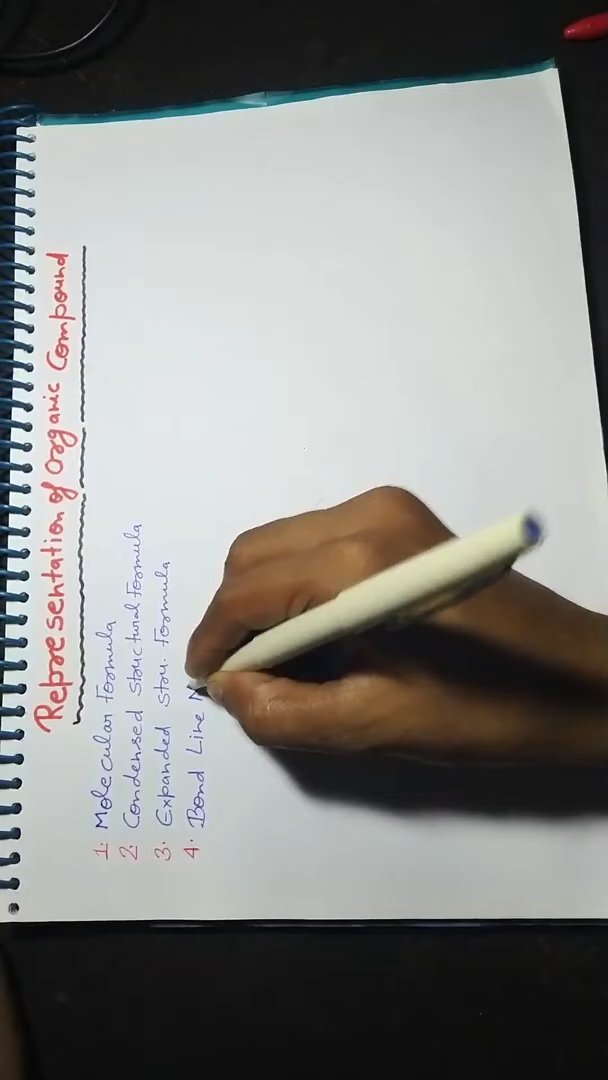 Representation of Organic Compound
1. Molecular formula
2. Condensed structural formula
3. Expanded stru. formula
4. Bond Line N